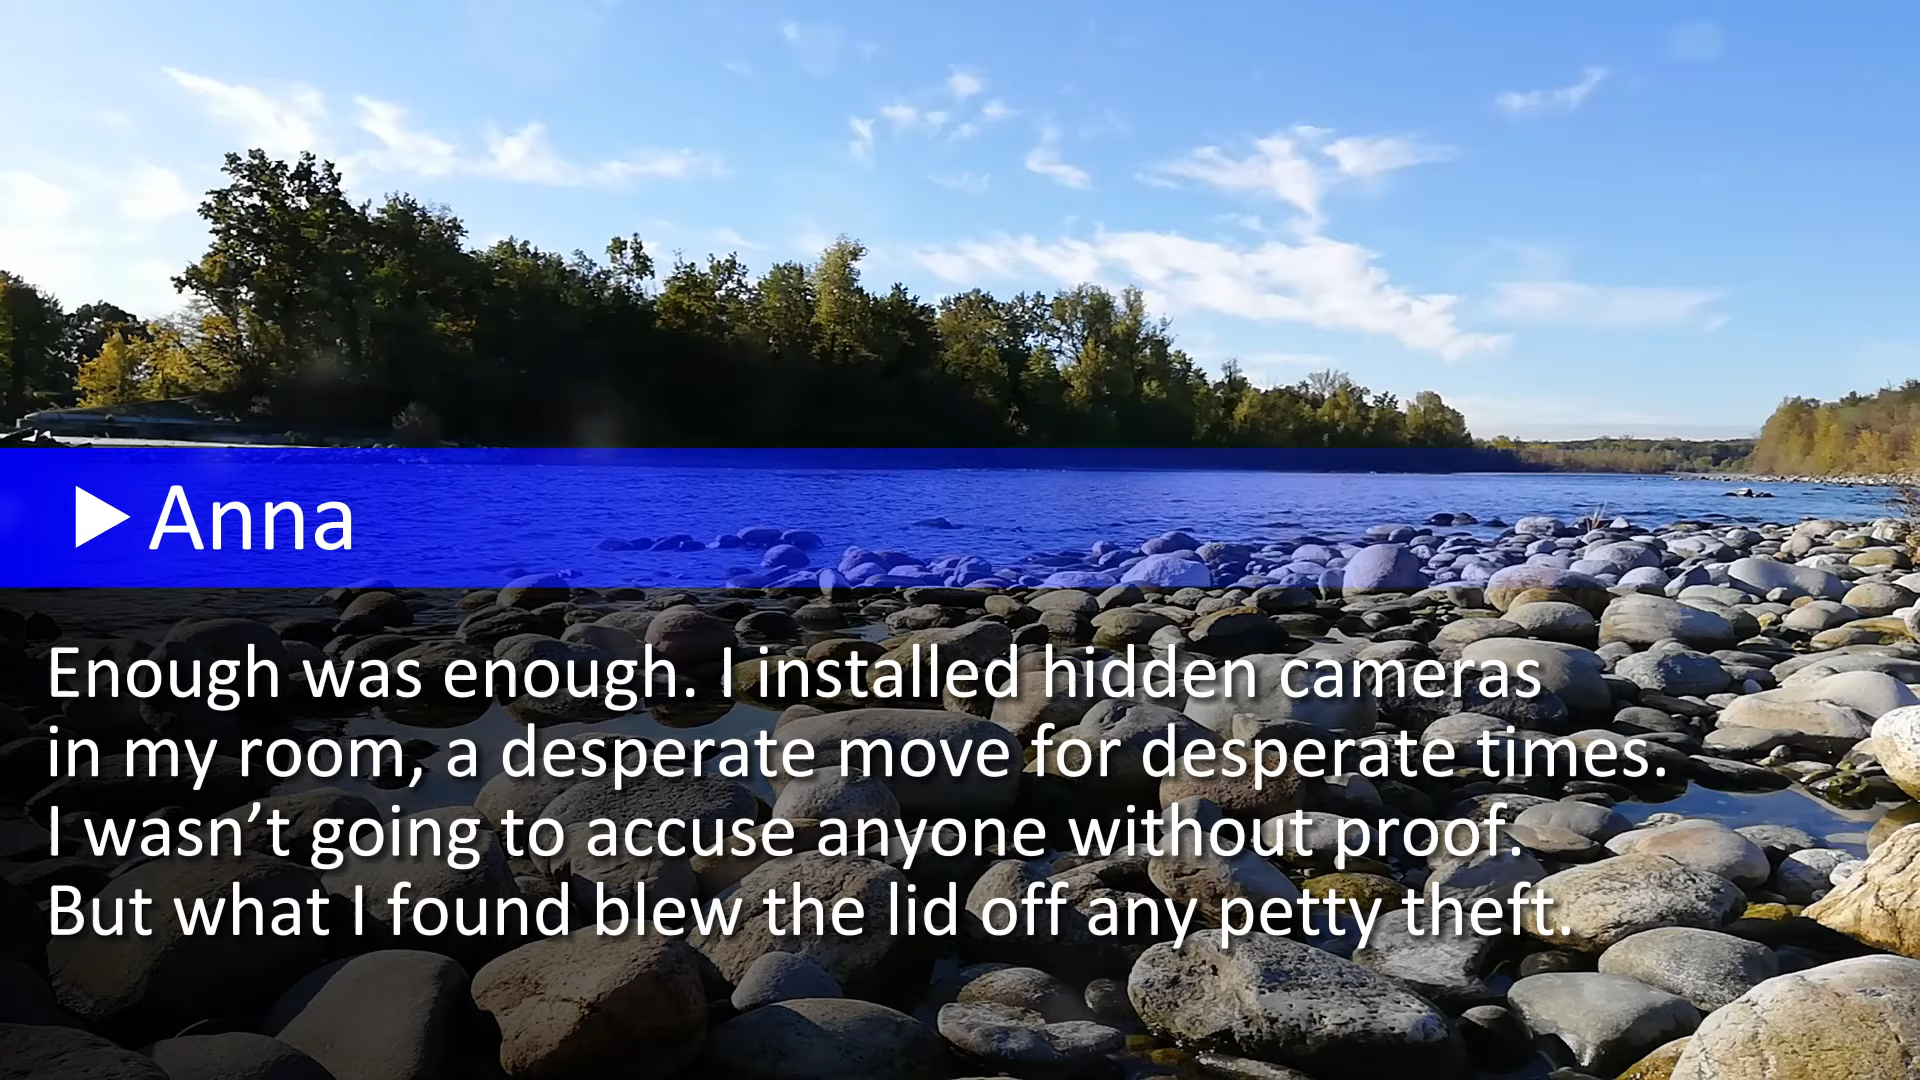 Anna
Enough was enough. I installed hidden cameras
in my room, a desperate move for desperate times.
I wasn’t going to accuse anyone without proof.
But what I found blew the lid off any petty theft.